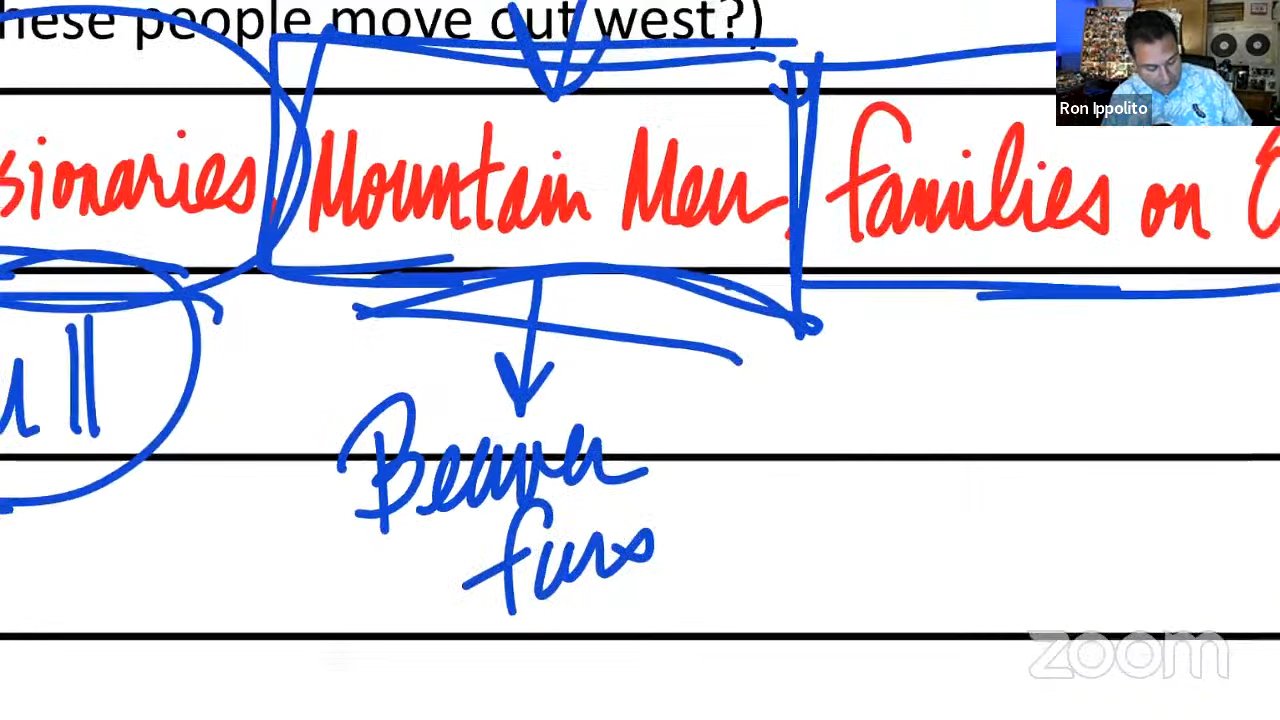 hese people move out west?)
Ron Ippolito
sionaries, Mountain Men, families on
Beaver
furs
zoom